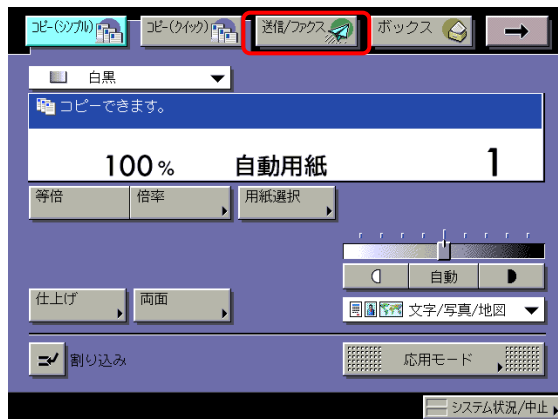 コピー(シンプル) コピー(クイック) 送信/ファクス ボックス
白黒
コピーできます。
100% 自動用紙 1
等倍 倍率 用紙選択
自動
仕上げ 両面 文字/写真/地図
割り込み 応用モード
システム状況/中止